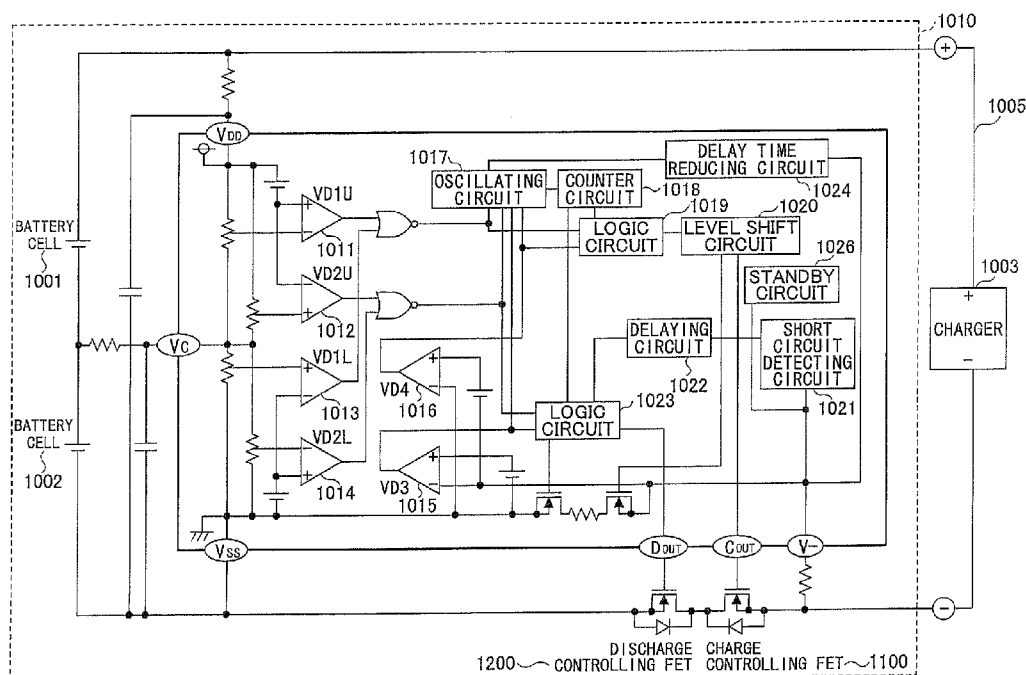 1010
+
1005
VDD
1017
OSCILLATING
CIRCUIT
COUNTER
CIRCUIT
1018
DELAY TIME
REDUCING CIRCUIT
1024
VD1U
+
−
1011
1019
LOGIC
CIRCUIT
1020
LEVEL SHIFT
CIRCUIT
BATTERY
CELL
1001
VD2U
−
+
1012
1026
STANDBY
CIRCUIT
1003
+
CHARGER
−
VC
VD1L
+
−
1013
DELAYING
CIRCUIT
1022
SHORT
CIRCUIT
DETECTING
CIRCUIT
1021
VD4
+
−
1016
1023
LOGIC
CIRCUIT
BATTERY
CELL
1002
VD2L
−
+
1014
VD3
+
−
1015
VSS
DOUT
COUT
V−
−
1200
DISCHARGE
CONTROLLING FET
CHARGE
CONTROLLING FET
1100